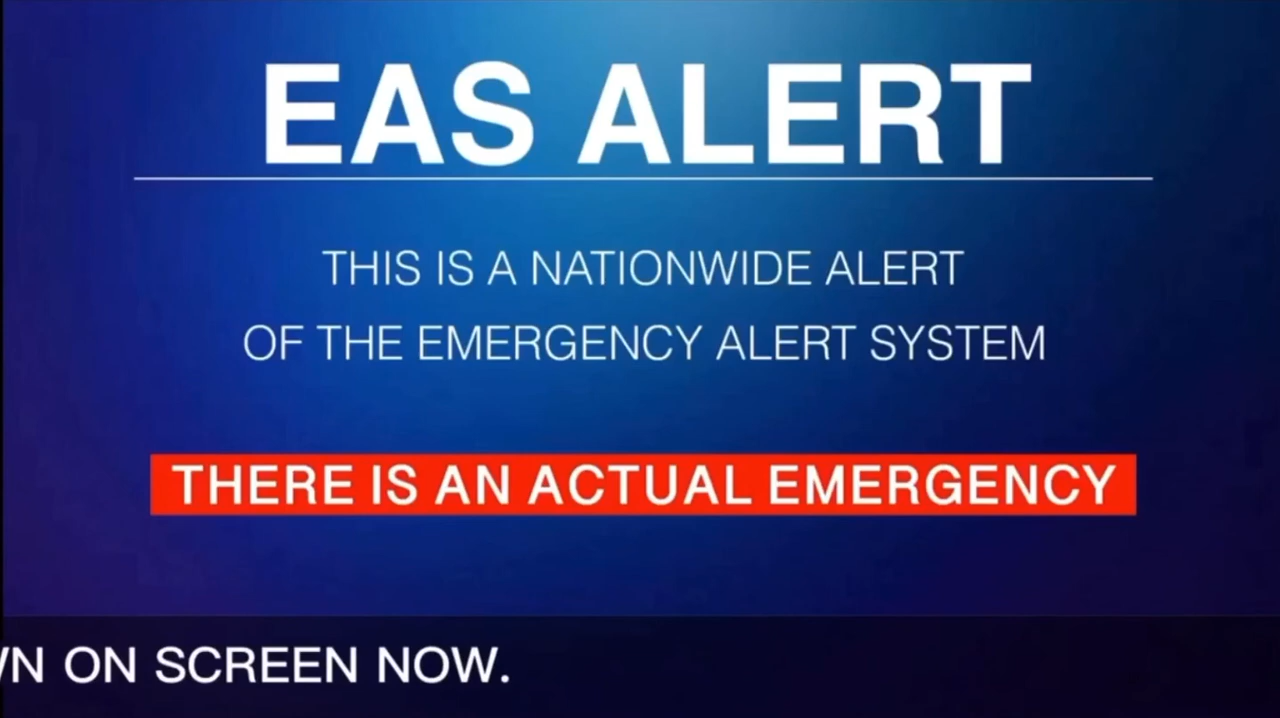 EAS ALERT
THIS IS A NATIONWIDE ALERT
OF THE EMERGENCY ALERT SYSTEM
THERE IS AN ACTUAL EMERGENCY
ON SCREEN NOW.